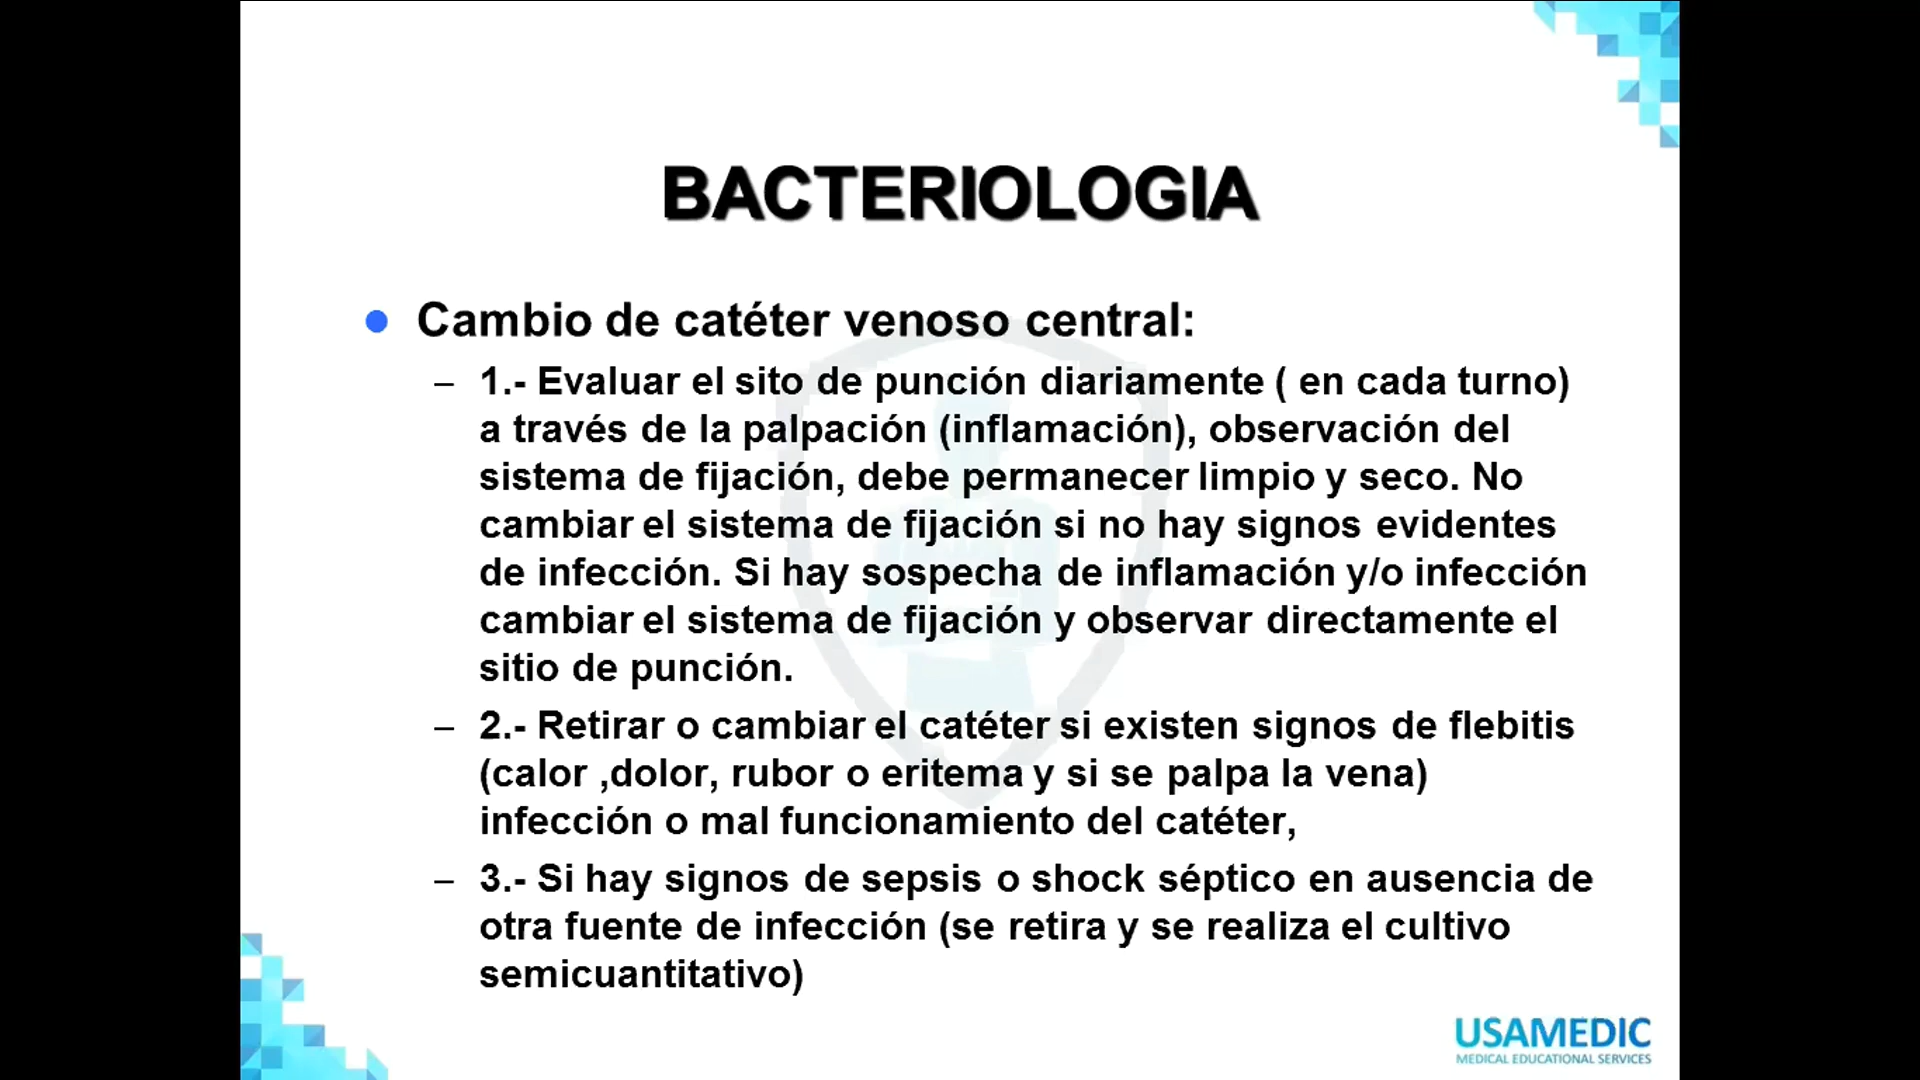 BACTERIOLOGIA
● Cambio de catéter venoso central:
– 1.- Evaluar el sito de punción diariamente ( en cada turno)
a través de la palpación (inflamación), observación del
sistema de fijación, debe permanecer limpio y seco. No
cambiar el sistema de fijación si no hay signos evidentes
de infección. Si hay sospecha de inflamación y/o infección
cambiar el sistema de fijación y observar directamente el
sitio de punción.
– 2.- Retirar o cambiar el catéter si existen signos de flebitis
(calor ,dolor, rubor o eritema y si se palpa la vena)
infección o mal funcionamiento del catéter,
– 3.- Si hay signos de sepsis o shock séptico en ausencia de
otra fuente de infección (se retira y se realiza el cultivo
semicuantitativo)
USAMEDIC
MEDICAL EDUCATIONAL SERVICES